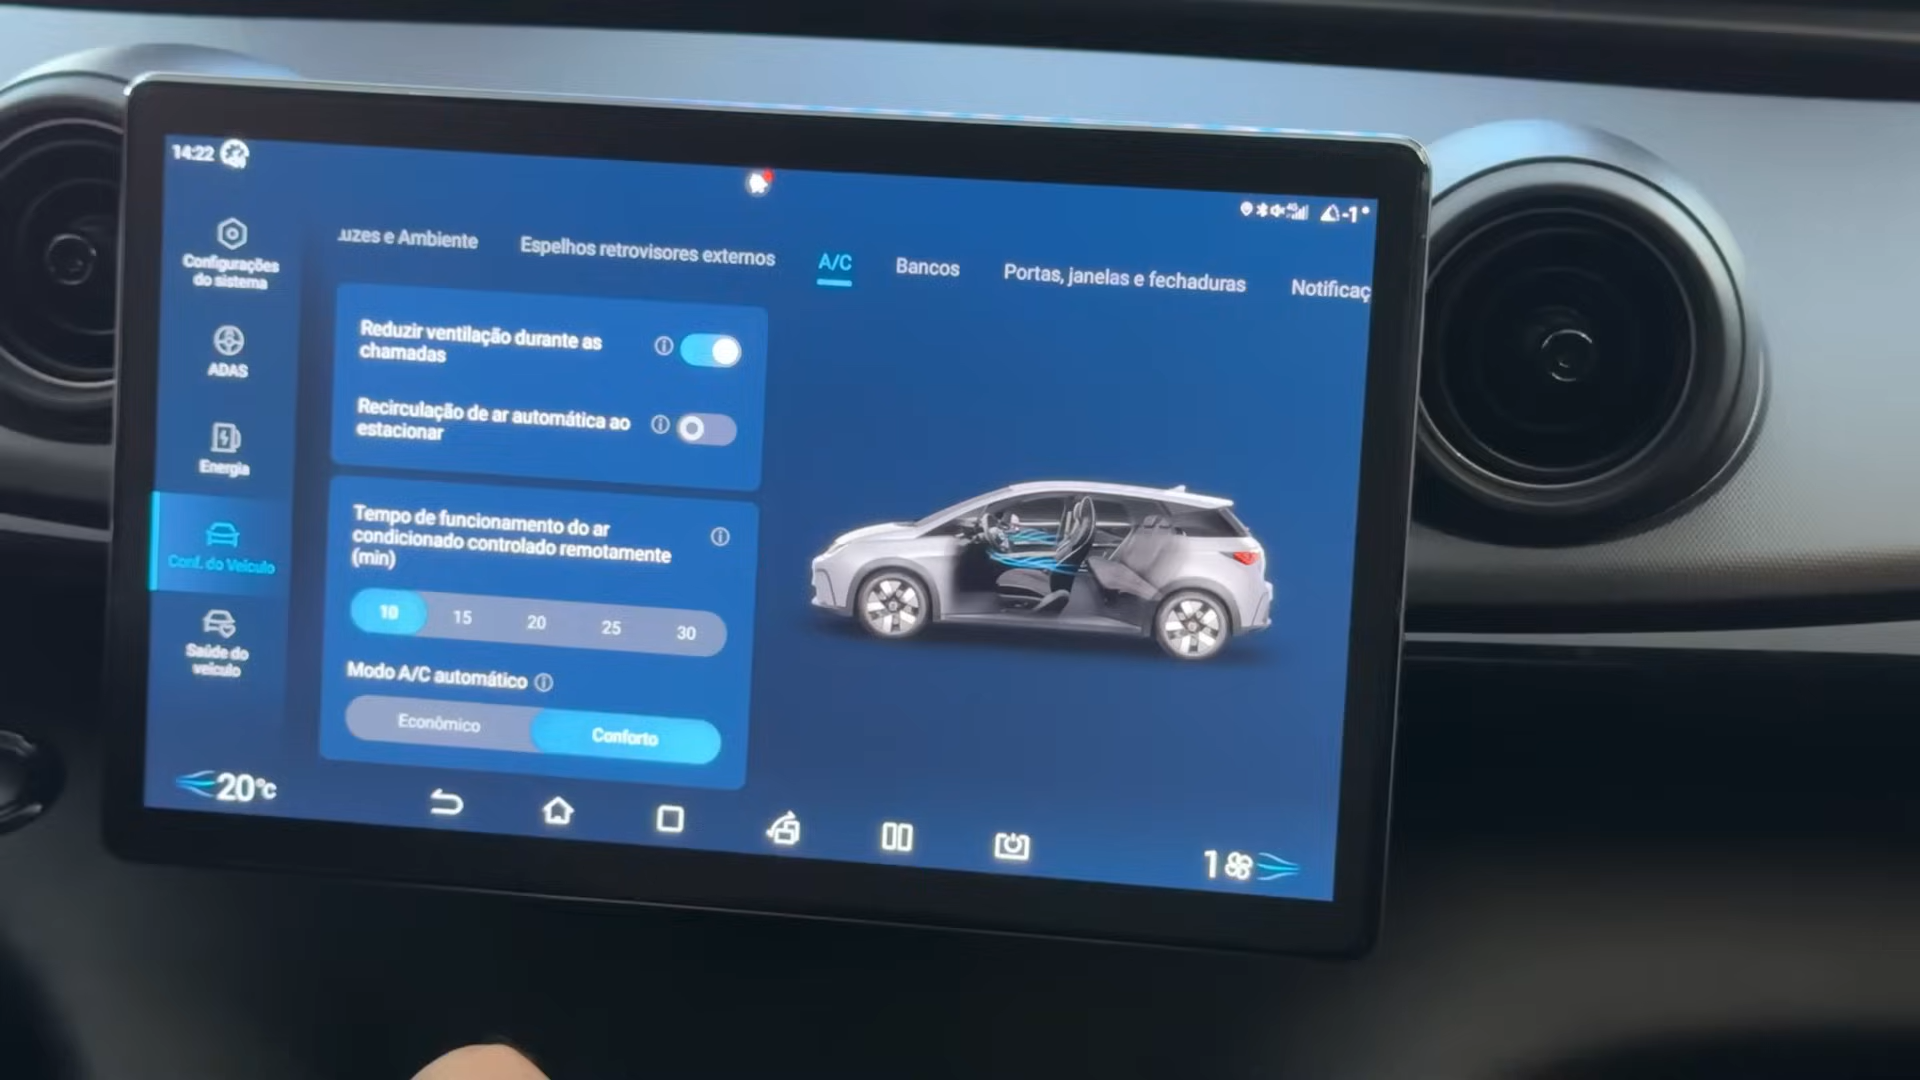 14:22
4G -1°
Configurações
do sistema
ADAS
Energia
Conf. do Veículo
Saúde do
veículo
uzes e Ambiente
Espelhos retrovisores externos
A/C
Bancos
Portas, janelas e fechaduras
Notificaç
Reduzir ventilação durante as
chamadas
Recirculação de ar automática ao
estacionar
Tempo de funcionamento do ar
condicionado controlado remotamente
(min)
10 15 20 25 30
Modo A/C automático
Econômico Conforto
20°C
1